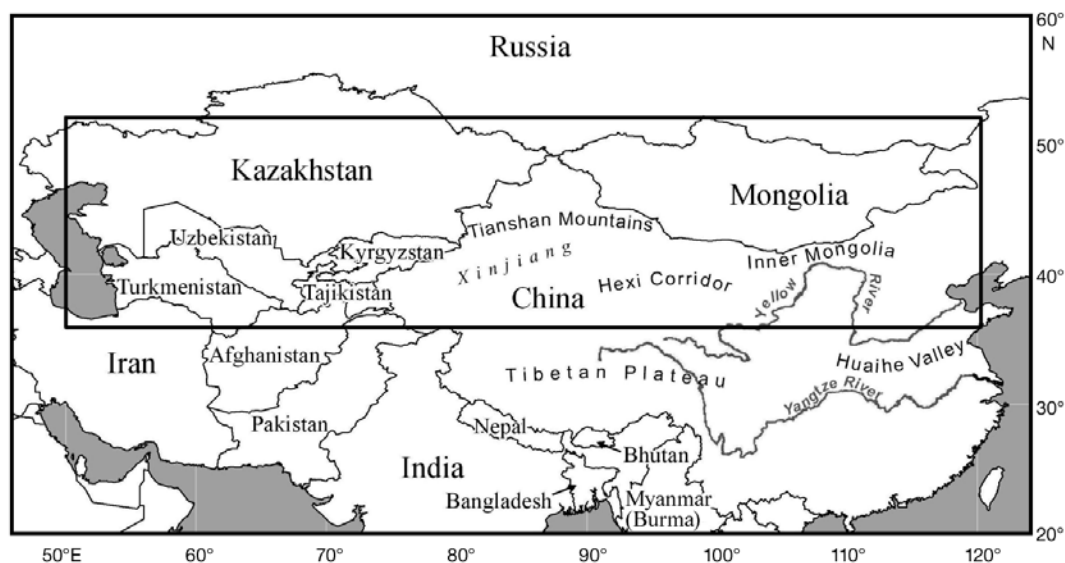 60°
N
Russia
50°
Kazakhstan
Mongolia
Tianshan Mountains
Uzbekistan
Kyrgyzstan
Inner Mongolia
Xinjiang
40°
Turkmenistan
Tajikistan
China
Hexi Corridor
Yellow
River
Iran
Afghanistan
Huaihe Valley
Tibetan Plateau
Yangtze River
30°
Pakistan
Nepal
India
Bhutan
Bangladesh
Myanmar
(Burma)
20°
50°E
60°
70°
80°
90°
100°
110°
120°